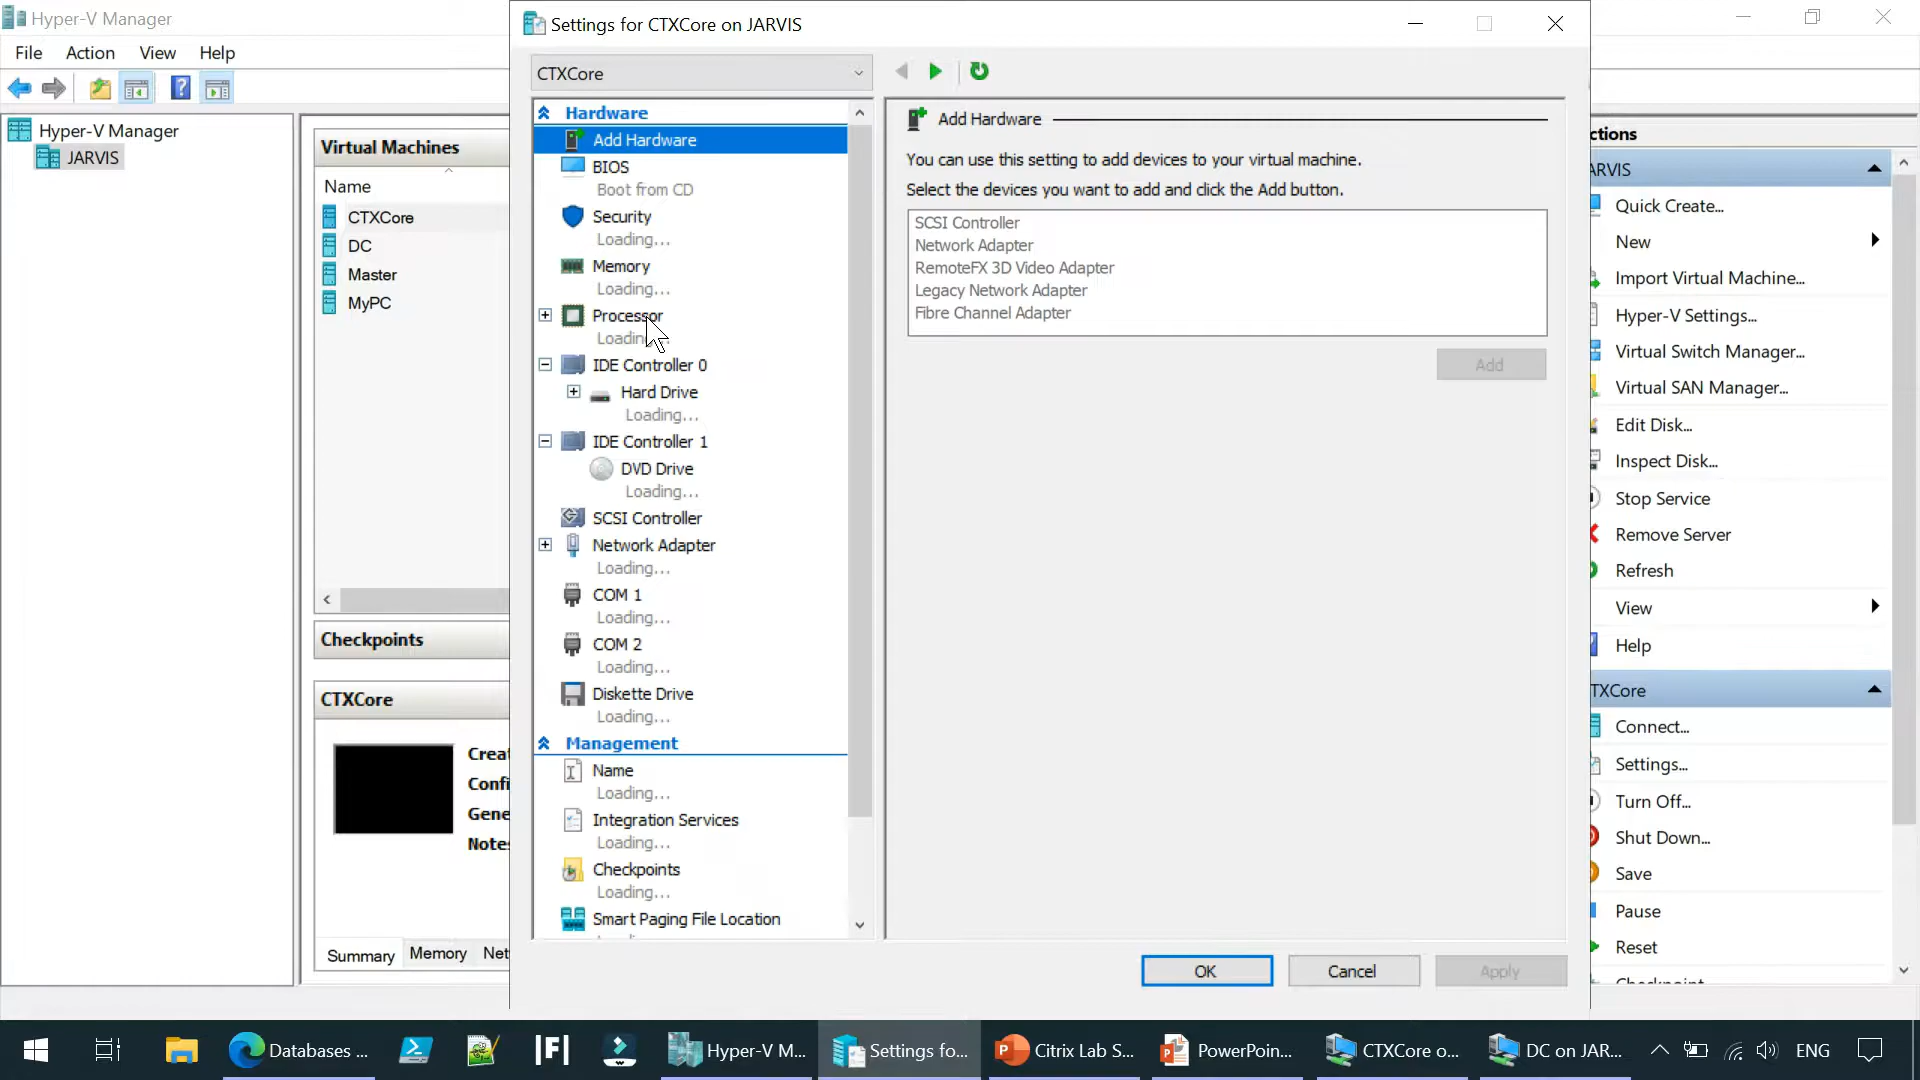 Hyper-V Manager
File Action View Help
Hyper-V Manager
JARVIS
Virtual Machines
Name
CTXCore
DC
Master
MyPC
Checkpoints
CTXCore
Creat
Confi
Gene
Notes
Summary Memory Net
Settings for CTXCore on JARVIS
CTXCore
Hardware
Add Hardware
BIOS
Boot from CD
Security
Loading...
Memory
Loading...
Processor
Loadin
IDE Controller 0
Hard Drive
Loading...
IDE Controller 1
DVD Drive
Loading...
SCSI Controller
Network Adapter
Loading...
COM 1
Loading...
COM 2
Loading...
Diskette Drive
Loading...
Management
Name
Loading...
Integration Services
Loading...
Checkpoints
Loading...
Smart Paging File Location
Add Hardware
You can use this setting to add devices to your virtual machine.
Select the devices you want to add and click the Add button.
SCSI Controller
Network Adapter
RemoteFX 3D Video Adapter
Legacy Network Adapter
Fibre Channel Adapter
Add
OK Cancel Apply
ctions
ARVIS
Quick Create...
New
Import Virtual Machine...
Hyper-V Settings...
Virtual Switch Manager...
Virtual SAN Manager...
Edit Disk...
Inspect Disk...
Stop Service
Remove Server
Refresh
View
Help
TXCore
Connect...
Settings...
Turn Off...
Shut Down...
Save
Pause
Reset
Databases ... |F| Hyper-V M... Settings fo... Citrix Lab S... PowerPoin... CTXCore o... DC on JAR... ENG